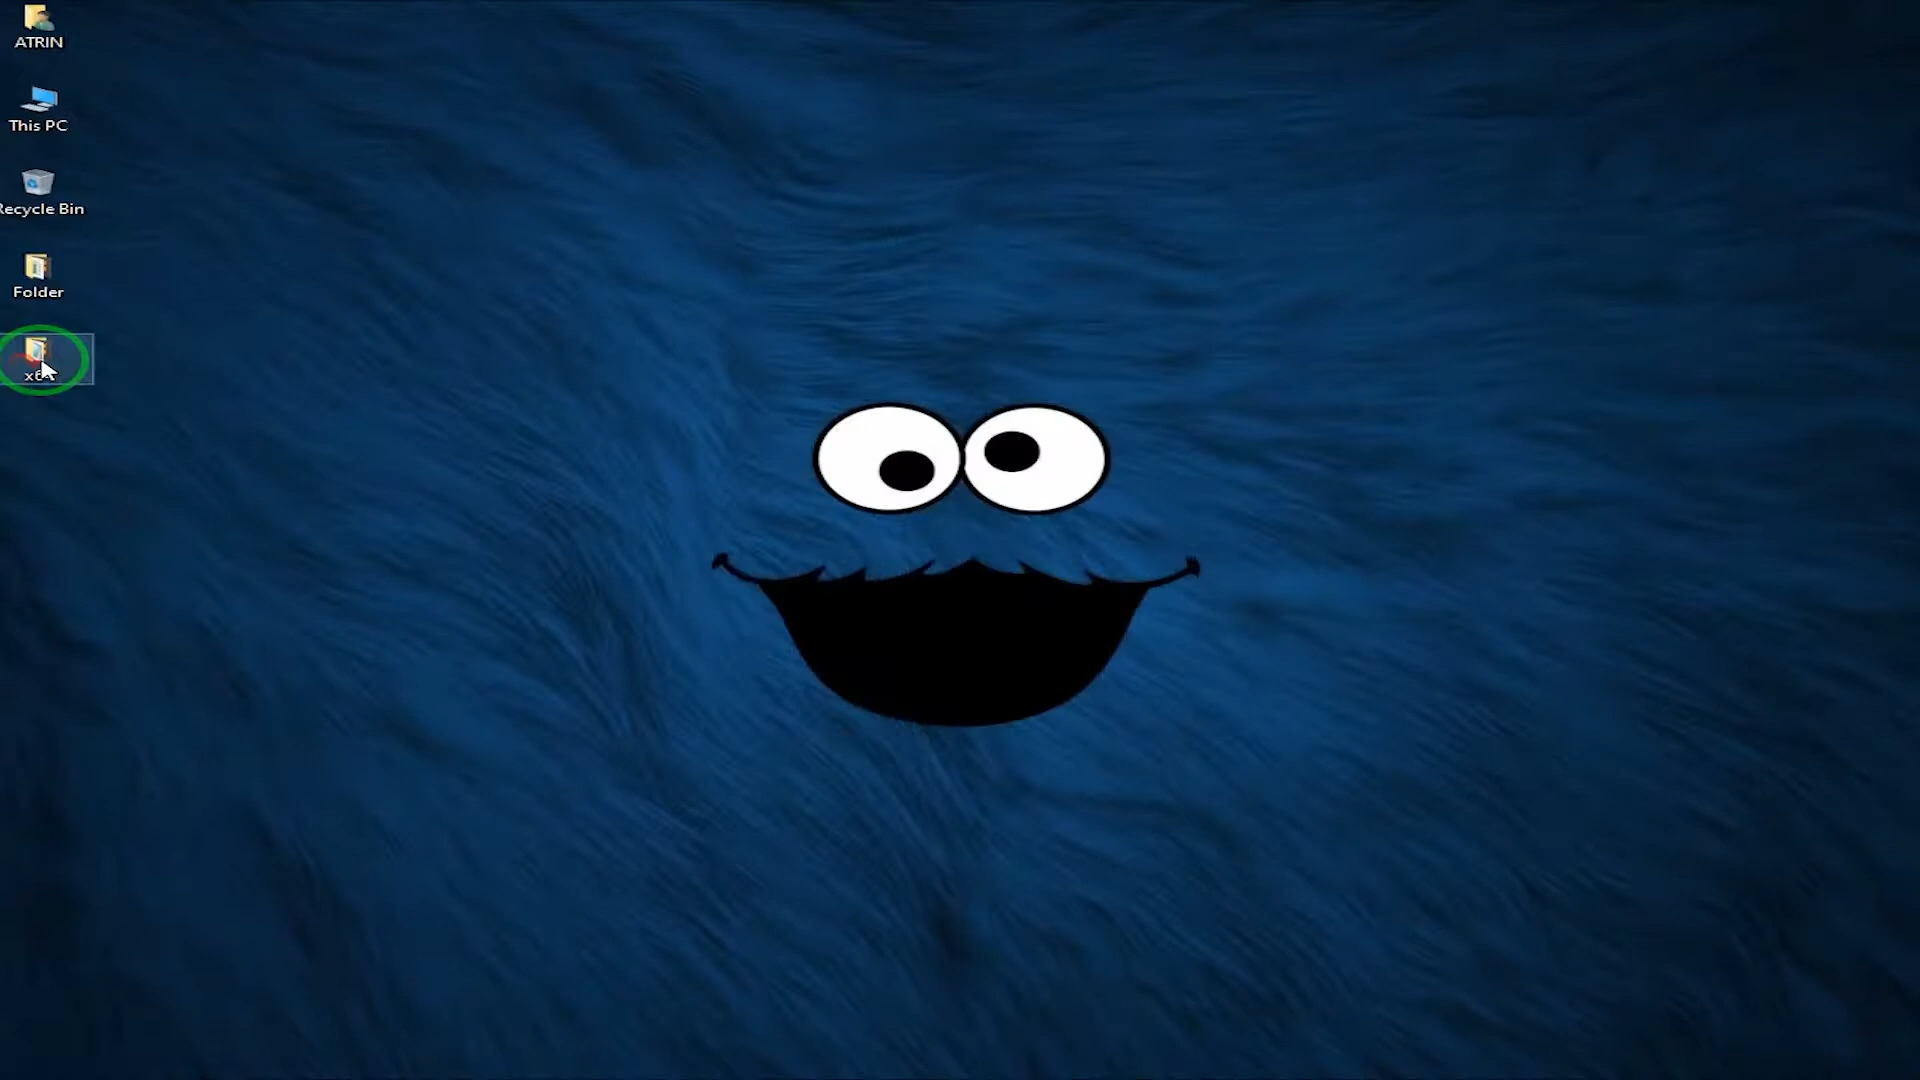 ATRIN
This PC
Recycle Bin
Folder